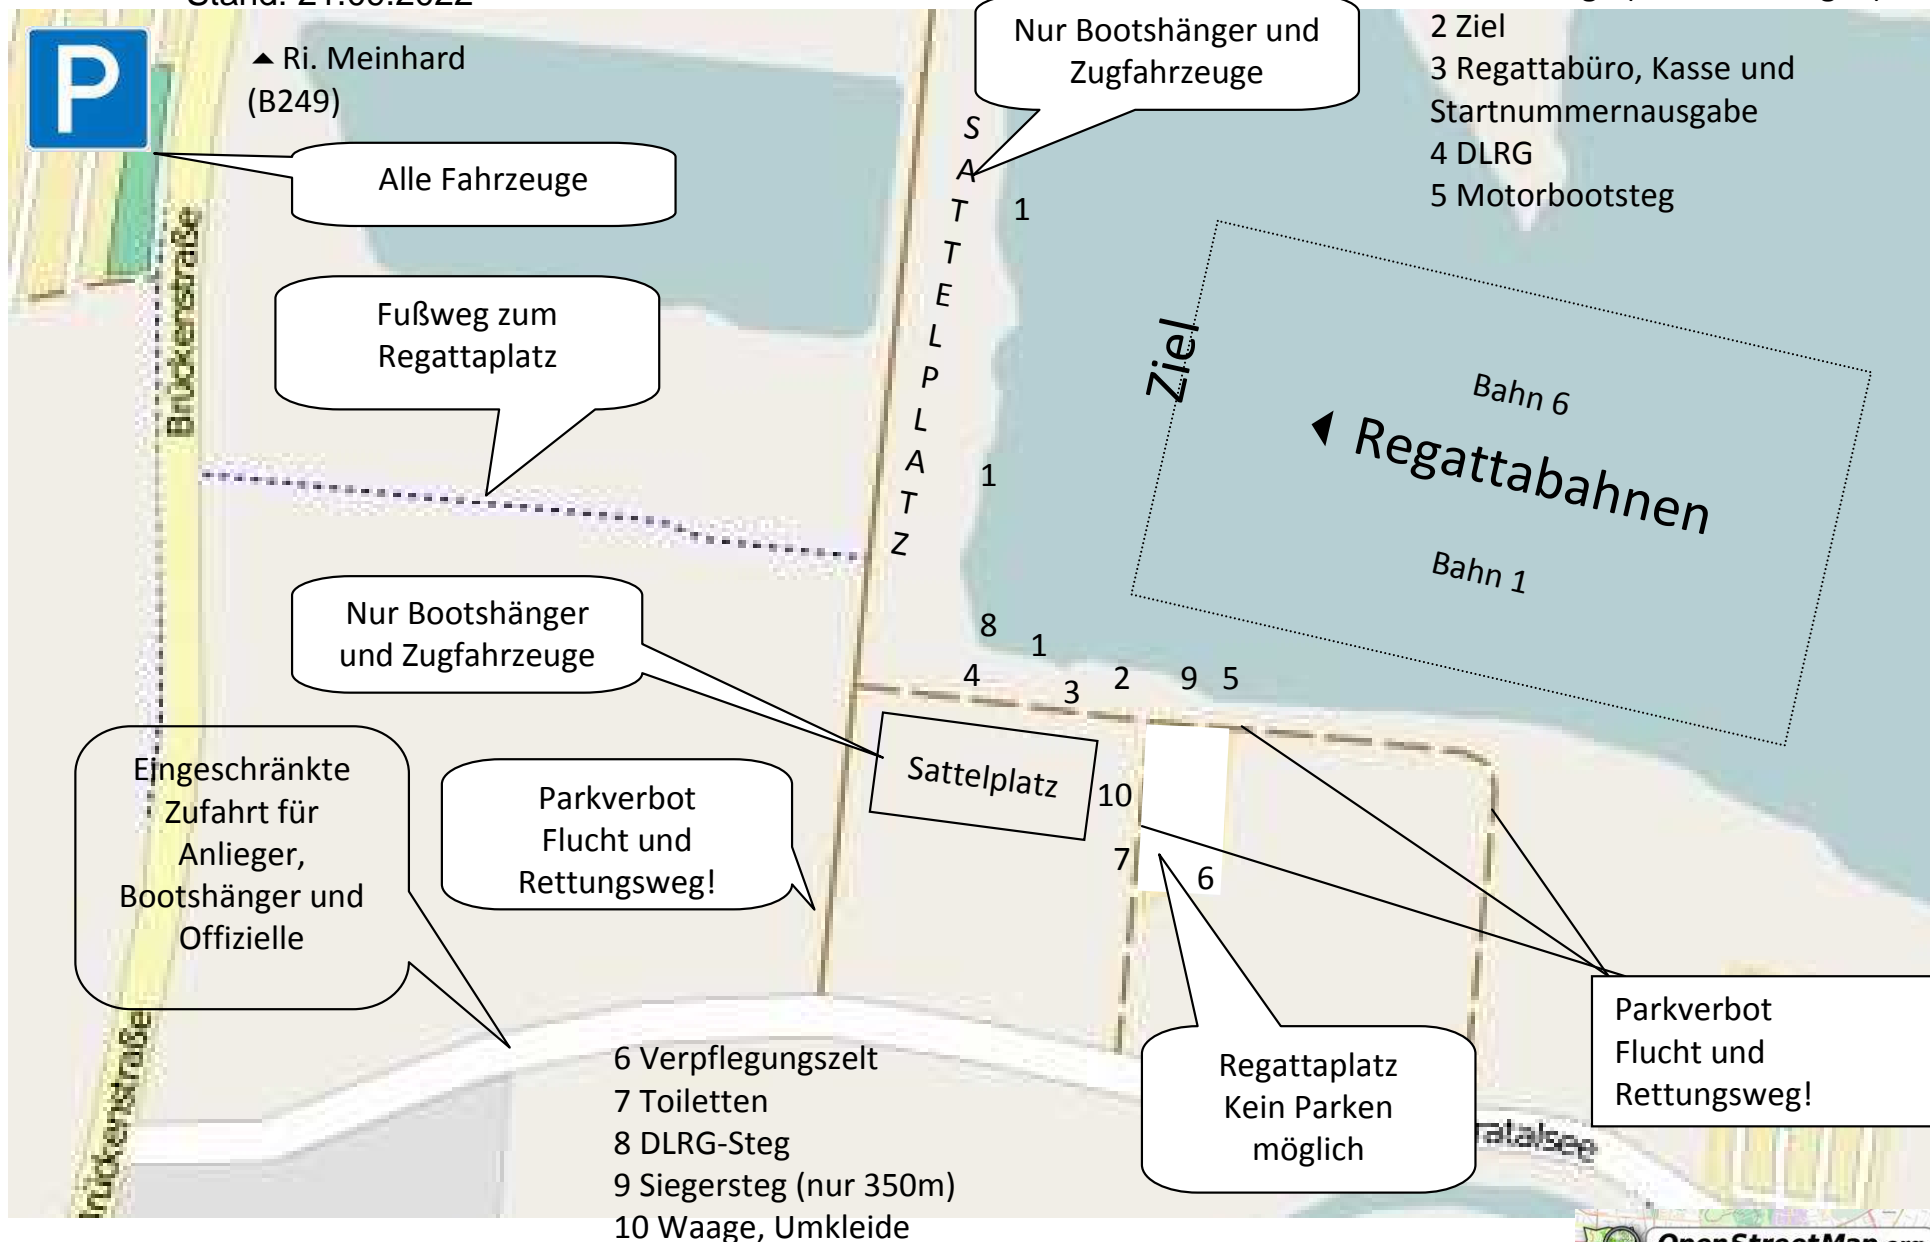 P
▲ Ri. Meinhard
(B249)
Nur Bootshänger und
Zugfahrzeuge
2 Ziel
3 Regattabüro, Kasse und
Startnummernausgabe
4 DLRG
5 Motorbootsteg
Alle Fahrzeuge
SATTELPLATZ
1
Brückenstraße
Fußweg zum
Regattaplatz
Ziel
Bahn 6
◄ Regattabahnen
Bahn 1
1
Nur Bootshänger
und Zugfahrzeuge
8
1
4
3
2
9
5
Sattelplatz
10
7
6
Eingeschränkte
Zufahrt für
Anlieger,
Bootshänger und
Offizielle
Parkverbot
Flucht und
Rettungsweg!
Regattaplatz
Kein Parken
möglich
Parkverbot
Flucht und
Rettungsweg!
rückenstraße
ratalsee
6 Verpflegungszelt
7 Toiletten
8 DLRG-Steg
9 Siegersteg (nur 350m)
10 Waage, Umkleide
OpenStreetMap